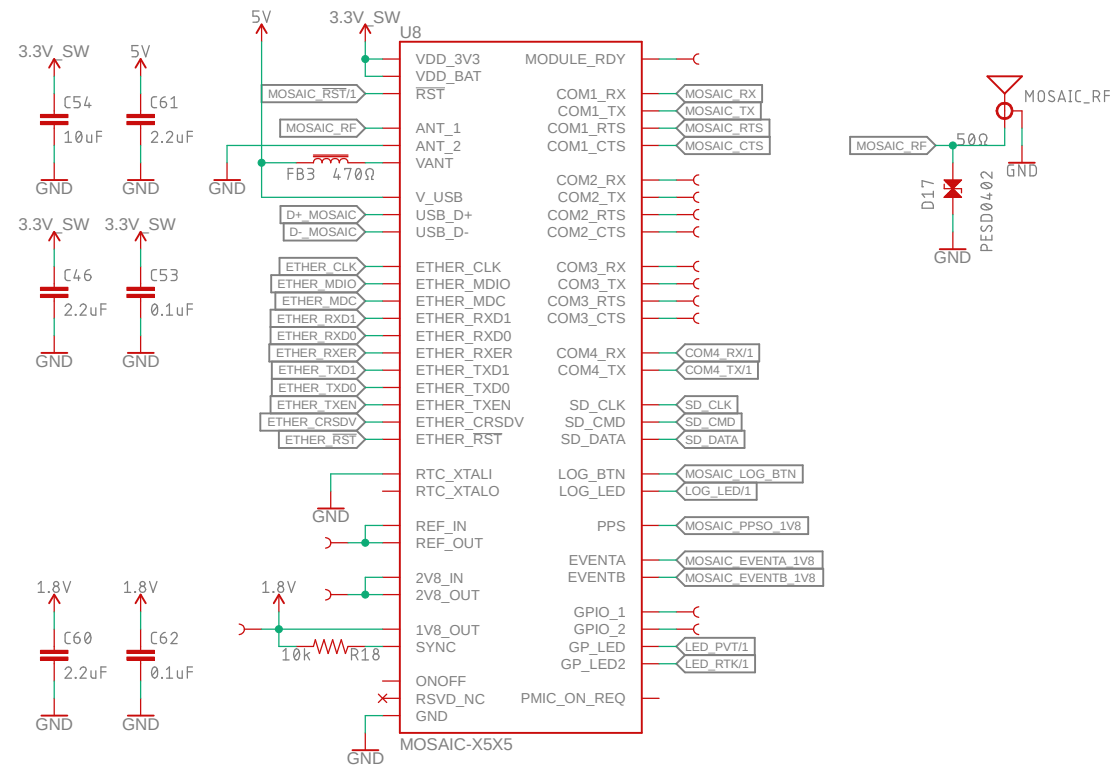 5V
3.3V_SW
U8
3.3V_SW
5V
C54
10uF
GND
C61
2.2uF
GND
3.3V_SW
3.3V_SW
C46
2.2uF
GND
C53
0.1uF
GND
1.8V
1.8V
C60
2.2uF
GND
C62
0.1uF
GND
GND
FB3 470Ω
MOSAIC_RST/1
MOSAIC_RF
D+_MOSAIC
D-_MOSAIC
ETHER_CLK
ETHER_MDIO
ETHER_MDC
ETHER_RXD1
ETHER_RXD0
ETHER_RXER
ETHER_TXD1
ETHER_TXD0
ETHER_TXEN
ETHER_CRSDV
ETHER_RST
GND
1.8V
10k R18
GND
VDD_3V3
VDD_BAT
RST
ANT_1
ANT_2
VANT
V_USB
USB_D+
USB_D-
ETHER_CLK
ETHER_MDIO
ETHER_MDC
ETHER_RXD1
ETHER_RXD0
ETHER_RXER
ETHER_TXD1
ETHER_TXD0
ETHER_TXEN
ETHER_CRSDV
ETHER_RST
RTC_XTALI
RTC_XTALO
REF_IN
REF_OUT
2V8_IN
2V8_OUT
1V8_OUT
SYNC
ONOFF
RSVD_NC
GND
MOSAIC-X5X5
MODULE_RDY
COM1_RX
COM1_TX
COM1_RTS
COM1_CTS
COM2_RX
COM2_TX
COM2_RTS
COM2_CTS
COM3_RX
COM3_TX
COM3_RTS
COM3_CTS
COM4_RX
COM4_TX
SD_CLK
SD_CMD
SD_DATA
LOG_BTN
LOG_LED
PPS
EVENTA
EVENTB
GPIO_1
GPIO_2
GP_LED
GP_LED2
PMIC_ON_REQ
MOSAIC_RX
MOSAIC_TX
MOSAIC_RTS
MOSAIC_CTS
COM4_RX/1
COM4_TX/1
SD_CLK
SD_CMD
SD_DATA
MOSAIC_LOG_BTN
LOG_LED/1
MOSAIC_PPSO_1V8
MOSAIC_EVENTA_1V8
MOSAIC_EVENTB_1V8
LED_PVT/1
LED_RTK/1
MOSAIC_RF
MOSAIC_RF
50Ω
GND
D17
PESD0402
GND